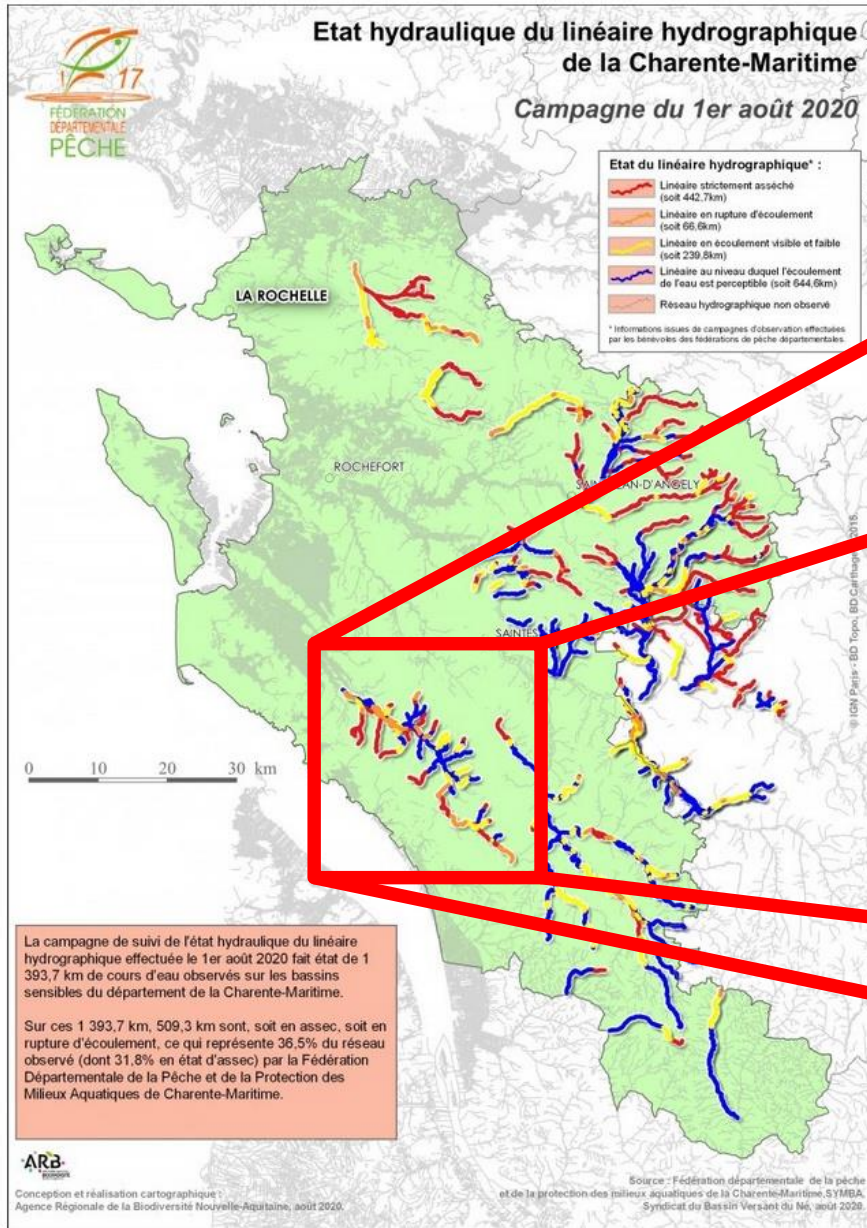 Etat hydraulique du linéaire hydrographique
de la Charente-Maritime
Campagne du 1er août 2020
17
FÉDÉRATION
DÉPARTEMENTALE
PÊCHE
Etat du linéaire hydrographique* :
Linéaire strictement asséché
(soit 442,7km)
Linéaire en rupture d'écoulement
(soit 66,6km)
Linéaire en écoulement visible et faible
(soit 239,8km)
Linéaire au niveau duquel l'écoulement
de l'eau est perceptible (soit 644,6km)
Réseau hydrographique non observé
* Informations issues de campagnes d'observation effectuées
par les bénévoles des fédérations de pêche départementales.
LA ROCHELLE
ROCHEFORT
SAINT-JEAN-D'ANGELY
SAINTES
0 10 20 30 km
© IGN Paris - BD Topo, BD Carthage, 2015.
La campagne de suivi de l'état hydraulique du linéaire
hydrographique effectuée le 1er août 2020 fait état de 1
393,7 km de cours d'eau observés sur les bassins
sensibles du département de la Charente-Maritime.
Sur ces 1 393,7 km, 509,3 km sont, soit en assec, soit en
rupture d'écoulement, ce qui représente 36,5% du réseau
observé (dont 31,8% en état d'assec) par la Fédération
Départementale de la Pêche et de la Protection des
Milieux Aquatiques de Charente-Maritime.
ARB
Conception et réalisation cartographique :
Agence Régionale de la Biodiversité Nouvelle-Aquitaine, août 2020.
Source : Fédération départementale de la pêche
et de la protection des milieux aquatiques de la Charente-Maritime,SYMBA,
Syndicat du Bassin Versant du Né, août 2020.